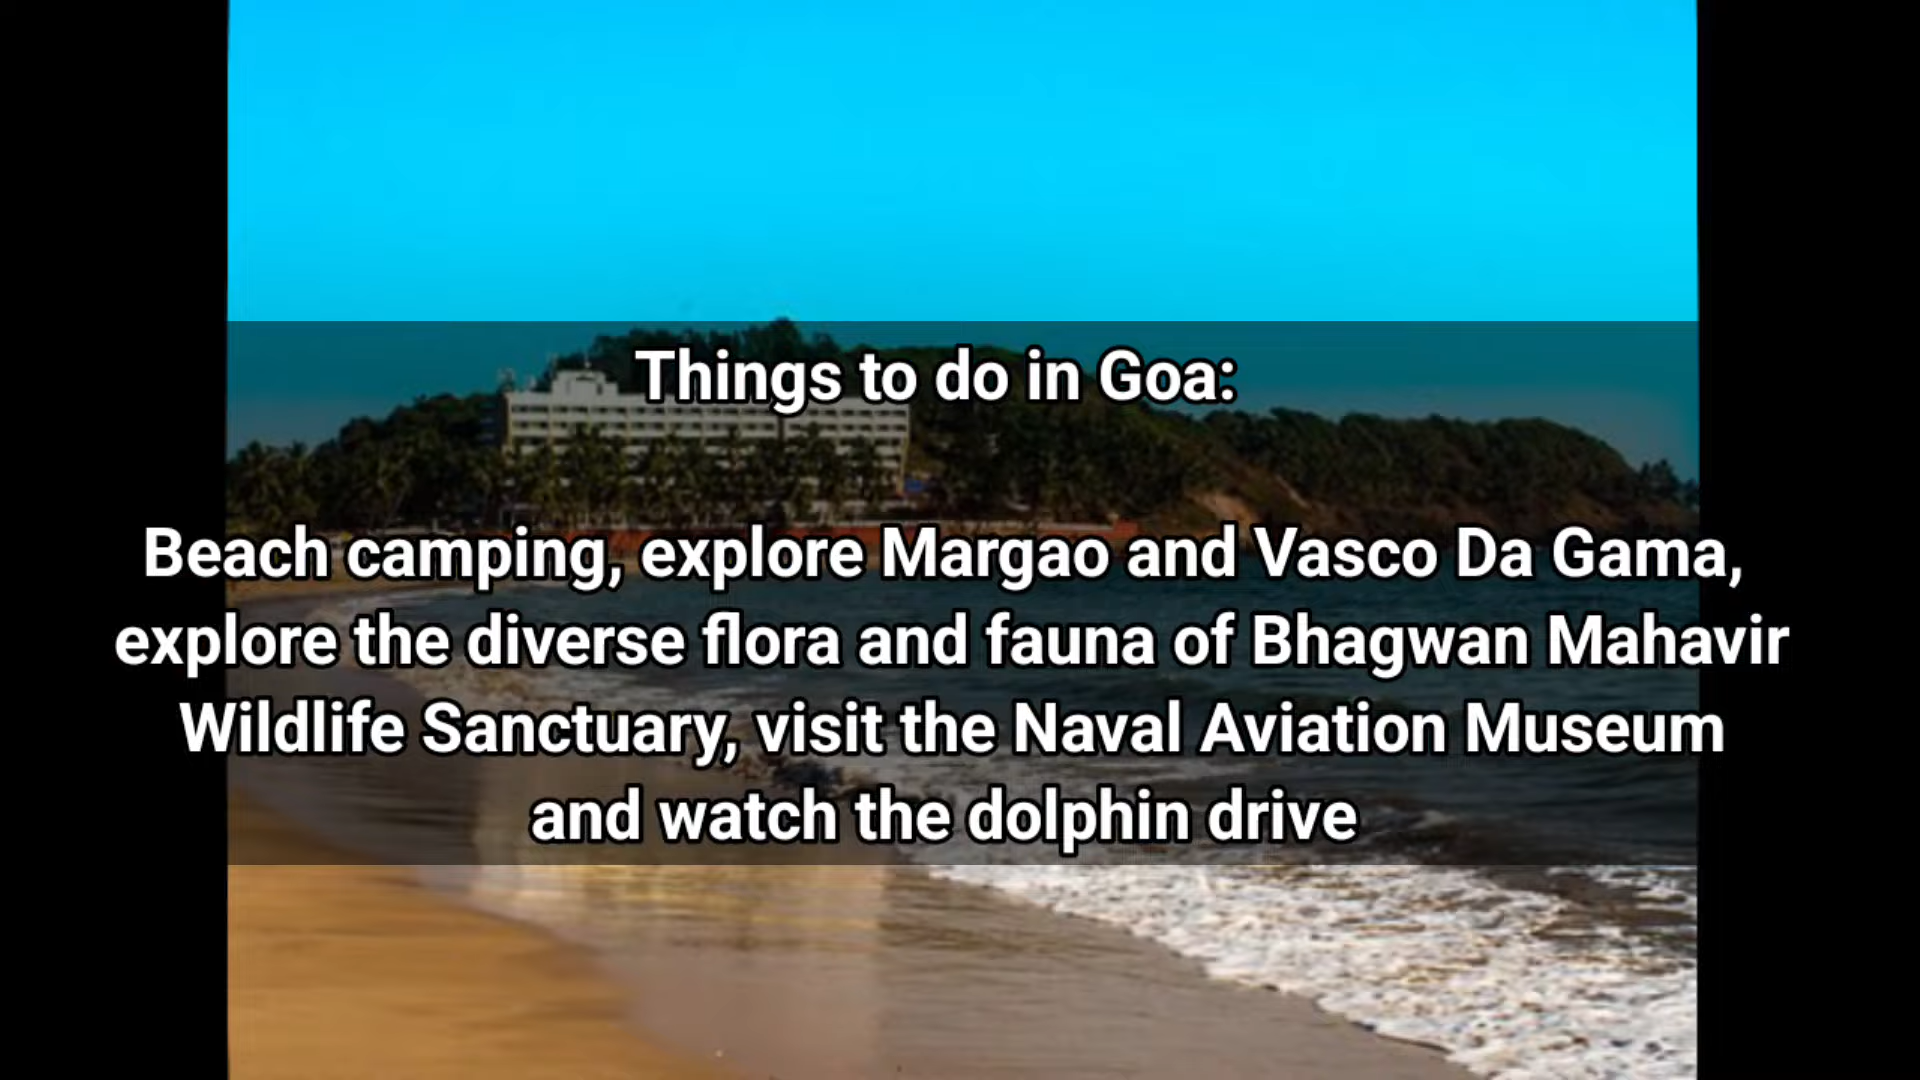 Things to do in Goa:
Beach camping, explore Margao and Vasco Da Gama,
explore the diverse flora and fauna of Bhagwan Mahavir
Wildlife Sanctuary, visit the Naval Aviation Museum
and watch the dolphin drive